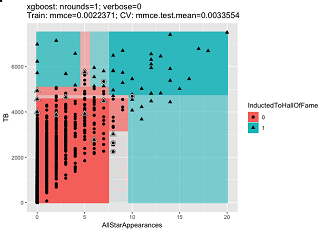 xgboost: nrounds=1; verbose=0
Train: mmce=0.0022371; CV: mmce.test.mean=0.0033554
6000
4000
2000
0
TB
0
5
10
15
20
AllStarAppearances
InductedToHallOfFame
0
1